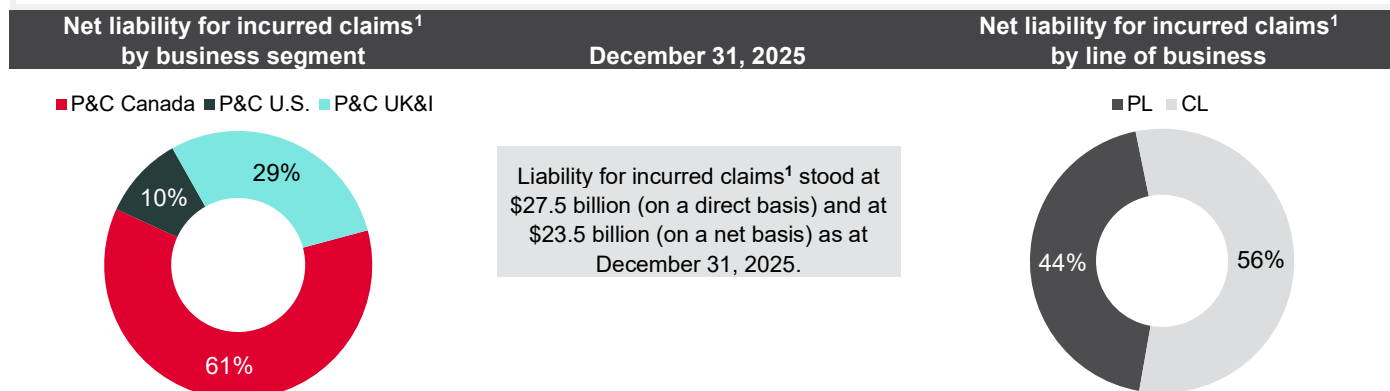 Net liability for incurred claims¹
by business segment
December 31, 2025
Net liability for incurred claims¹
by line of business
P&C Canada P&C U.S. P&C UK&I
29%
10%
61%
Liability for incurred claims¹ stood at
$27.5 billion (on a direct basis) and at
$23.5 billion (on a net basis) as at
December 31, 2025.
PL CL
44%
56%